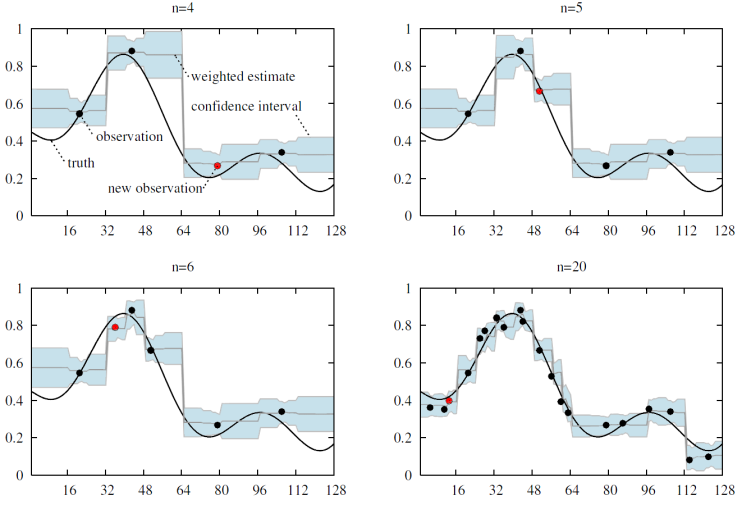 n=4
n=5
1
0.8
0.6
0.4
0.2
0
weighted estimate
confidence interval
observation
truth
new observation
16 32 48 64 80 96 112 128
1
0.8
0.6
0.4
0.2
0
16 32 48 64 80 96 112 128
n=6
n=20
1
0.8
0.6
0.4
0.2
0
16 32 48 64 80 96 112 128
1
0.8
0.6
0.4
0.2
0
16 32 48 64 80 96 112 128